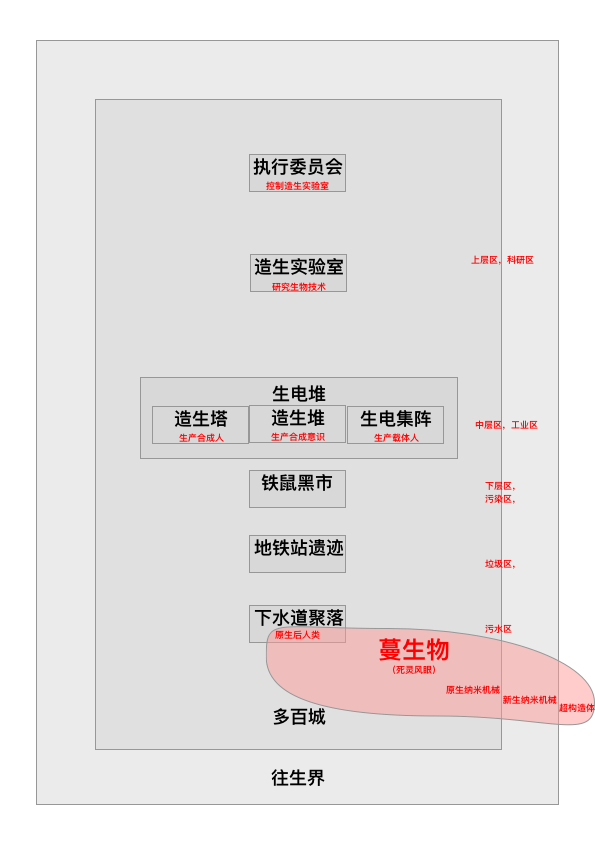 执行委员会
控制造生实验室
造生实验室
研究生物技术
上层区，科研区
生电堆
造生塔
生产合成人
造生堆
生产合成意识
生电集阵
生产载体人
中层区，工业区
铁鼠黑市
下层区，
污染区，
地铁站遗迹
垃圾区，
下水道聚落
原生后人类
污水区
蔓生物
（死灵风眼）
原生纳米机械
新生纳米机械
超构造体
多百城
往生界